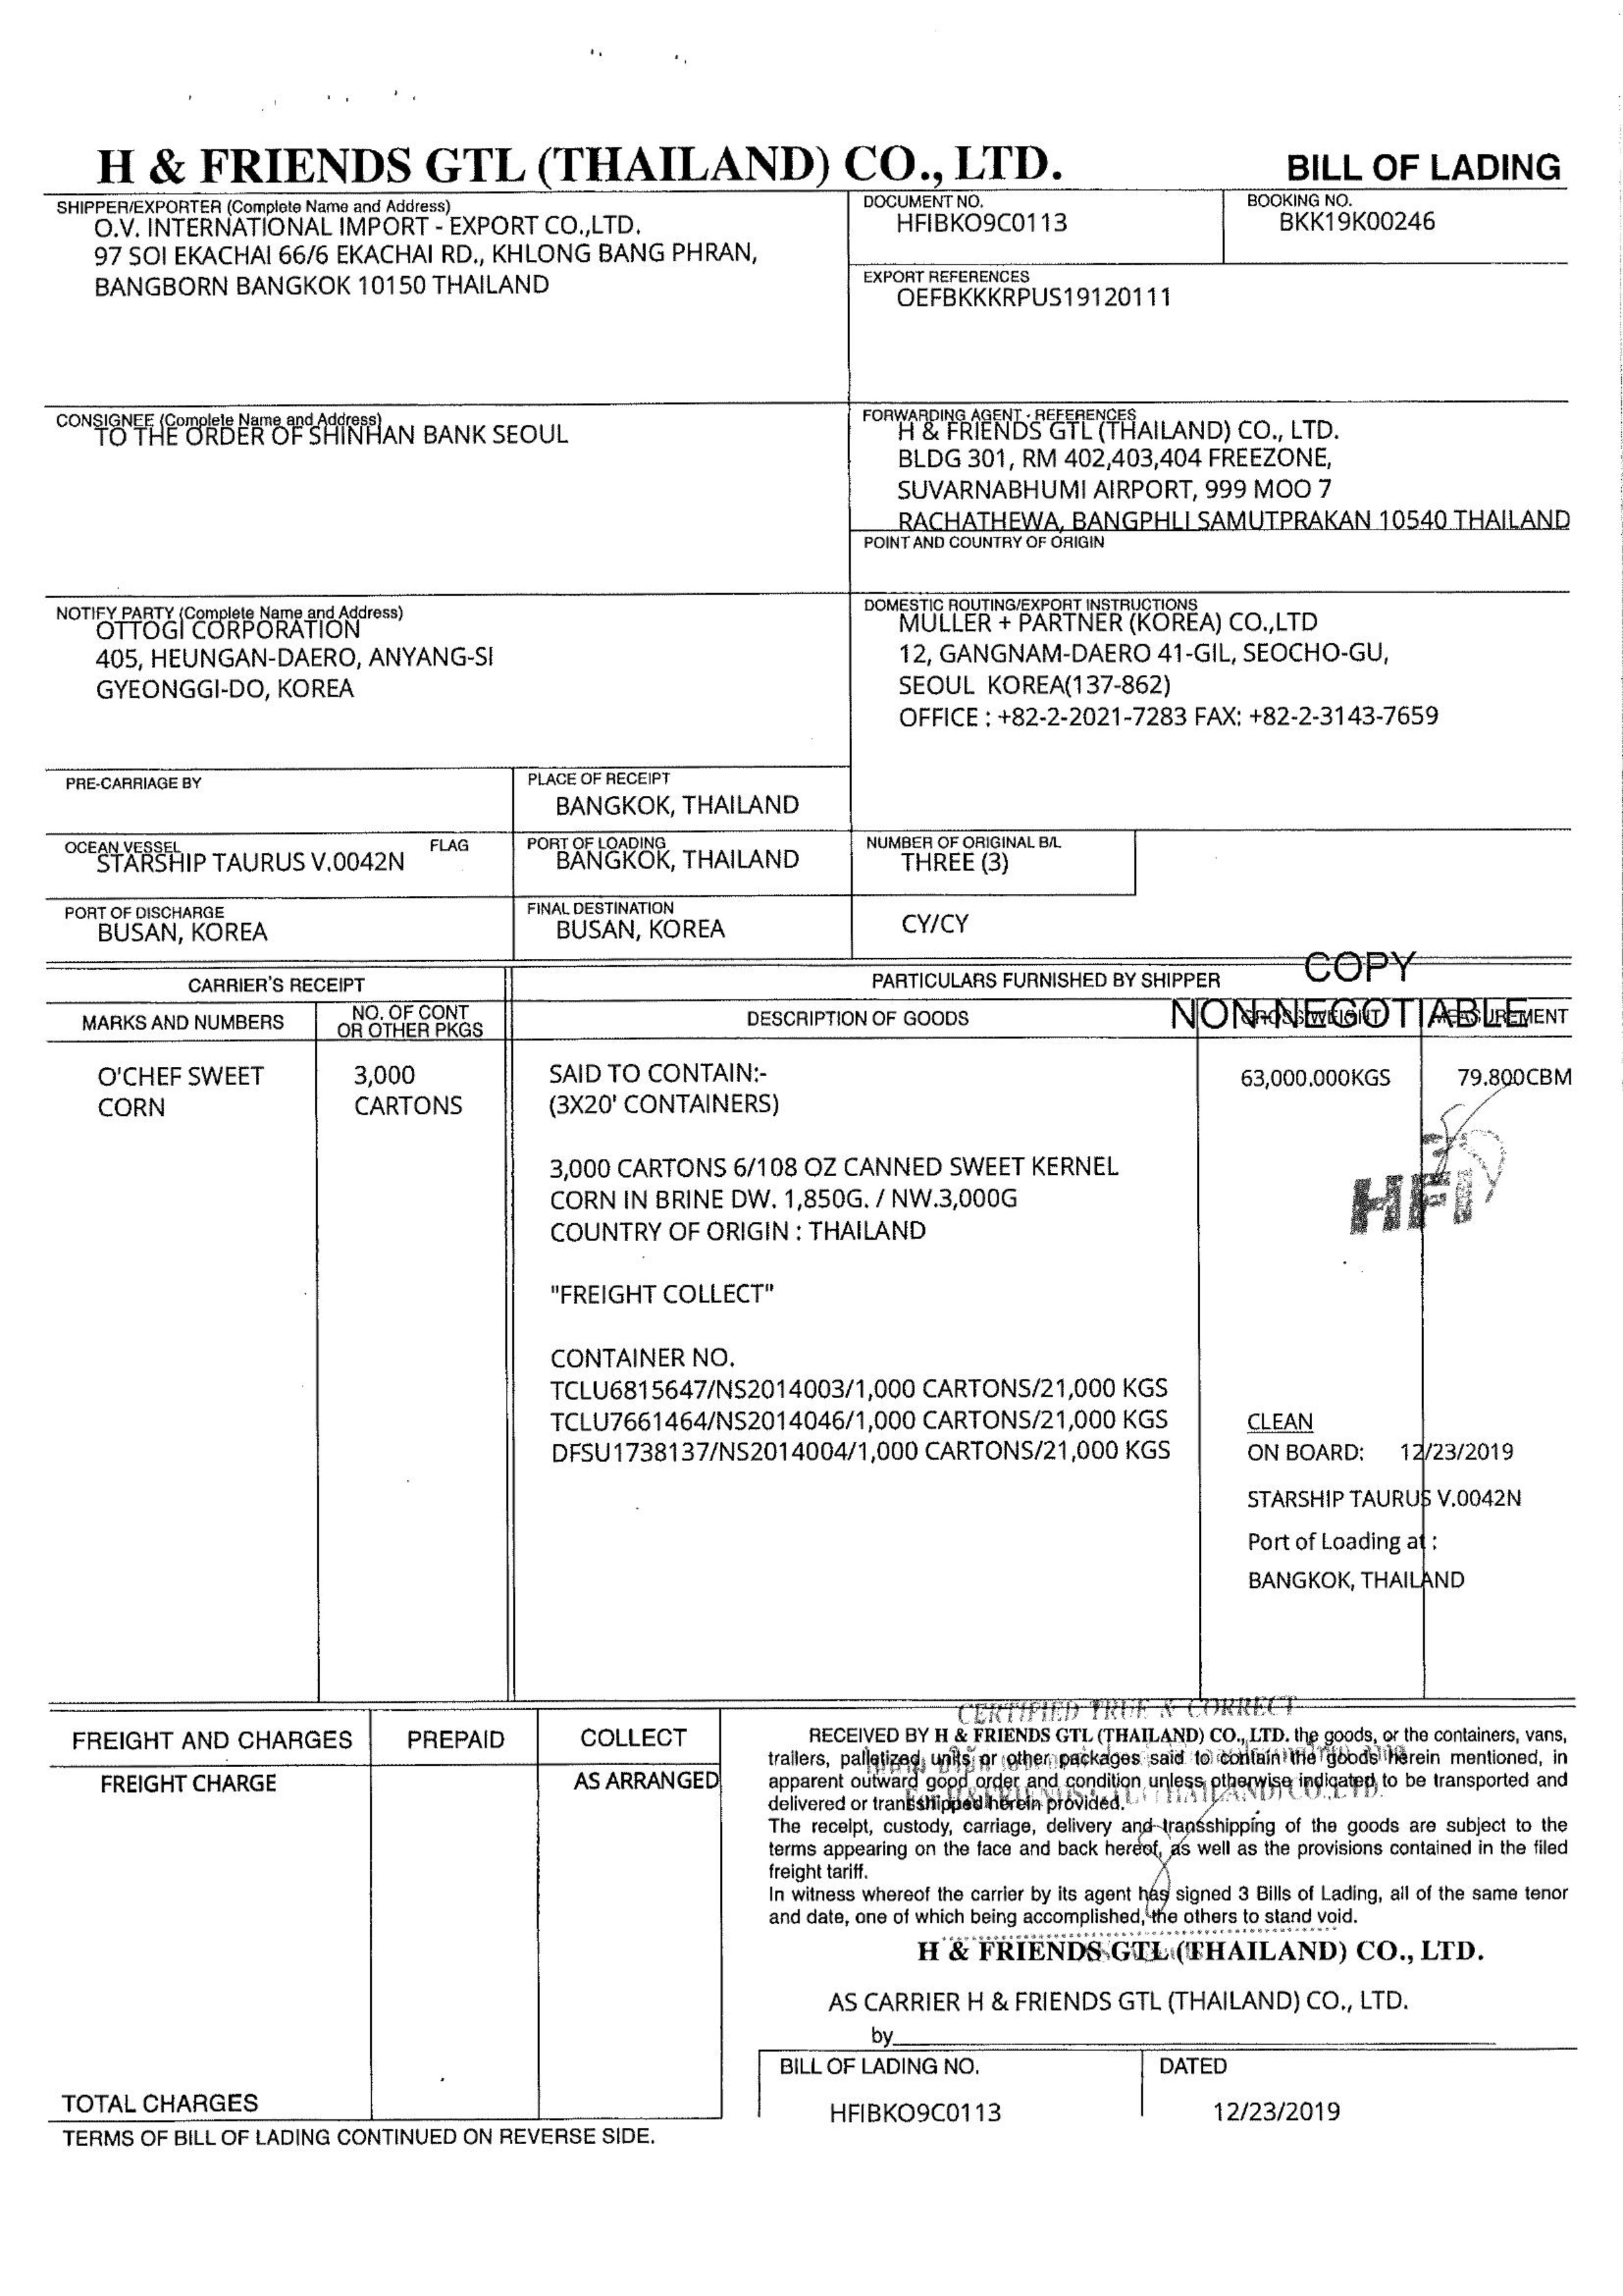 H & FRIENDS GTL (THAILAND) CO., LTD.
BILL OF LADING
SHIPPER/EXPORTER (Complete Name and Address)
O.V. INTERNATIONAL IMPORT - EXPORT CO.,LTD.
97 SOI EKACHAI 66/6 EKACHAI RD., KHLONG BANG PHRAN,
BANGBORN BANGKOK 10150 THAILAND
DOCUMENT NO.
HFIBKO9C0113
BOOKING NO.
BKK19K00246
EXPORT REFERENCES
OEFBKKKRPUS19120111
CONSIGNEE (Complete Name and Address)
TO THE ORDER OF SHINHAN BANK SEOUL
FORWARDING AGENT - REFERENCES
H & FRIENDS GTL (THAILAND) CO., LTD.
BLDG 301, RM 402,403,404 FREEZONE,
SUVARNABHUMI AIRPORT, 999 MOO 7
RACHATHEWA, BANGPHLI SAMUTPRAKAN 10540 THAILAND
POINT AND COUNTRY OF ORIGIN
NOTIFY PARTY (Complete Name and Address)
OTTOGI CORPORATION
405, HEUNGAN-DAERO, ANYANG-SI
GYEONGGI-DO, KOREA
DOMESTIC ROUTING/EXPORT INSTRUCTIONS
MULLER + PARTNER (KOREA) CO.,LTD
12, GANGNAM-DAERO 41-GIL, SEOCHO-GU,
SEOUL KOREA(137-862)
OFFICE : +82-2-2021-7283 FAX: +82-2-3143-7659
PRE-CARRIAGE BY
PLACE OF RECEIPT
BANGKOK, THAILAND
OCEAN VESSEL FLAG
STARSHIP TAURUS V.0042N
PORT OF LOADING
BANGKOK, THAILAND
NUMBER OF ORIGINAL B/L
THREE (3)
PORT OF DISCHARGE
BUSAN, KOREA
FINAL DESTINATION
BUSAN, KOREA
CY/CY
COPY
NON-NEGOTIABLE
CARRIER'S RECEIPT
PARTICULARS FURNISHED BY SHIPPER
MARKS AND NUMBERS
NO. OF CONT
OR OTHER PKGS
DESCRIPTION OF GOODS
GROSS WEIGHT
MEASUREMENT
O'CHEF SWEET
CORN
3,000
CARTONS
SAID TO CONTAIN:-
(3X20' CONTAINERS)
63,000.000KGS
79.800CBM
HFI
3,000 CARTONS 6/108 OZ CANNED SWEET KERNEL
CORN IN BRINE DW. 1,850G. / NW.3,000G
COUNTRY OF ORIGIN : THAILAND
"FREIGHT COLLECT"
CONTAINER NO.
TCLU6815647/NS2014003/1,000 CARTONS/21,000 KGS
TCLU7661464/NS2014046/1,000 CARTONS/21,000 KGS
DFSU1738137/NS2014004/1,000 CARTONS/21,000 KGS
CLEAN
ON BOARD: 12/23/2019
STARSHIP TAURUS V.0042N
Port of Loading at :
BANGKOK, THAILAND
CERTIFIED TRUE & CORRECT
For H&FRIENDS GTL (THAILAND) CO.,LTD.
FREIGHT AND CHARGES
PREPAID
COLLECT
FREIGHT CHARGE
AS ARRANGED
RECEIVED BY H & FRIENDS GTL (THAILAND) CO., LTD. the goods, or the containers, vans,
trailers, palletized units or other packages said to contain the goods herein mentioned, in
apparent outward good order and condition unless otherwise indicated to be transported and
delivered or transhipped herein provided.
The receipt, custody, carriage, delivery and transshipping of the goods are subject to the
terms appearing on the face and back hereof, as well as the provisions contained in the filed
freight tariff.
In witness whereof the carrier by its agent has signed 3 Bills of Lading, all of the same tenor
and date, one of which being accomplished, the others to stand void.
H & FRIENDS GTL (THAILAND) CO., LTD.
AS CARRIER H & FRIENDS GTL (THAILAND) CO., LTD.
by
BILL OF LADING NO.
HFIBKO9C0113
DATED
12/23/2019
TOTAL CHARGES
TERMS OF BILL OF LADING CONTINUED ON REVERSE SIDE.